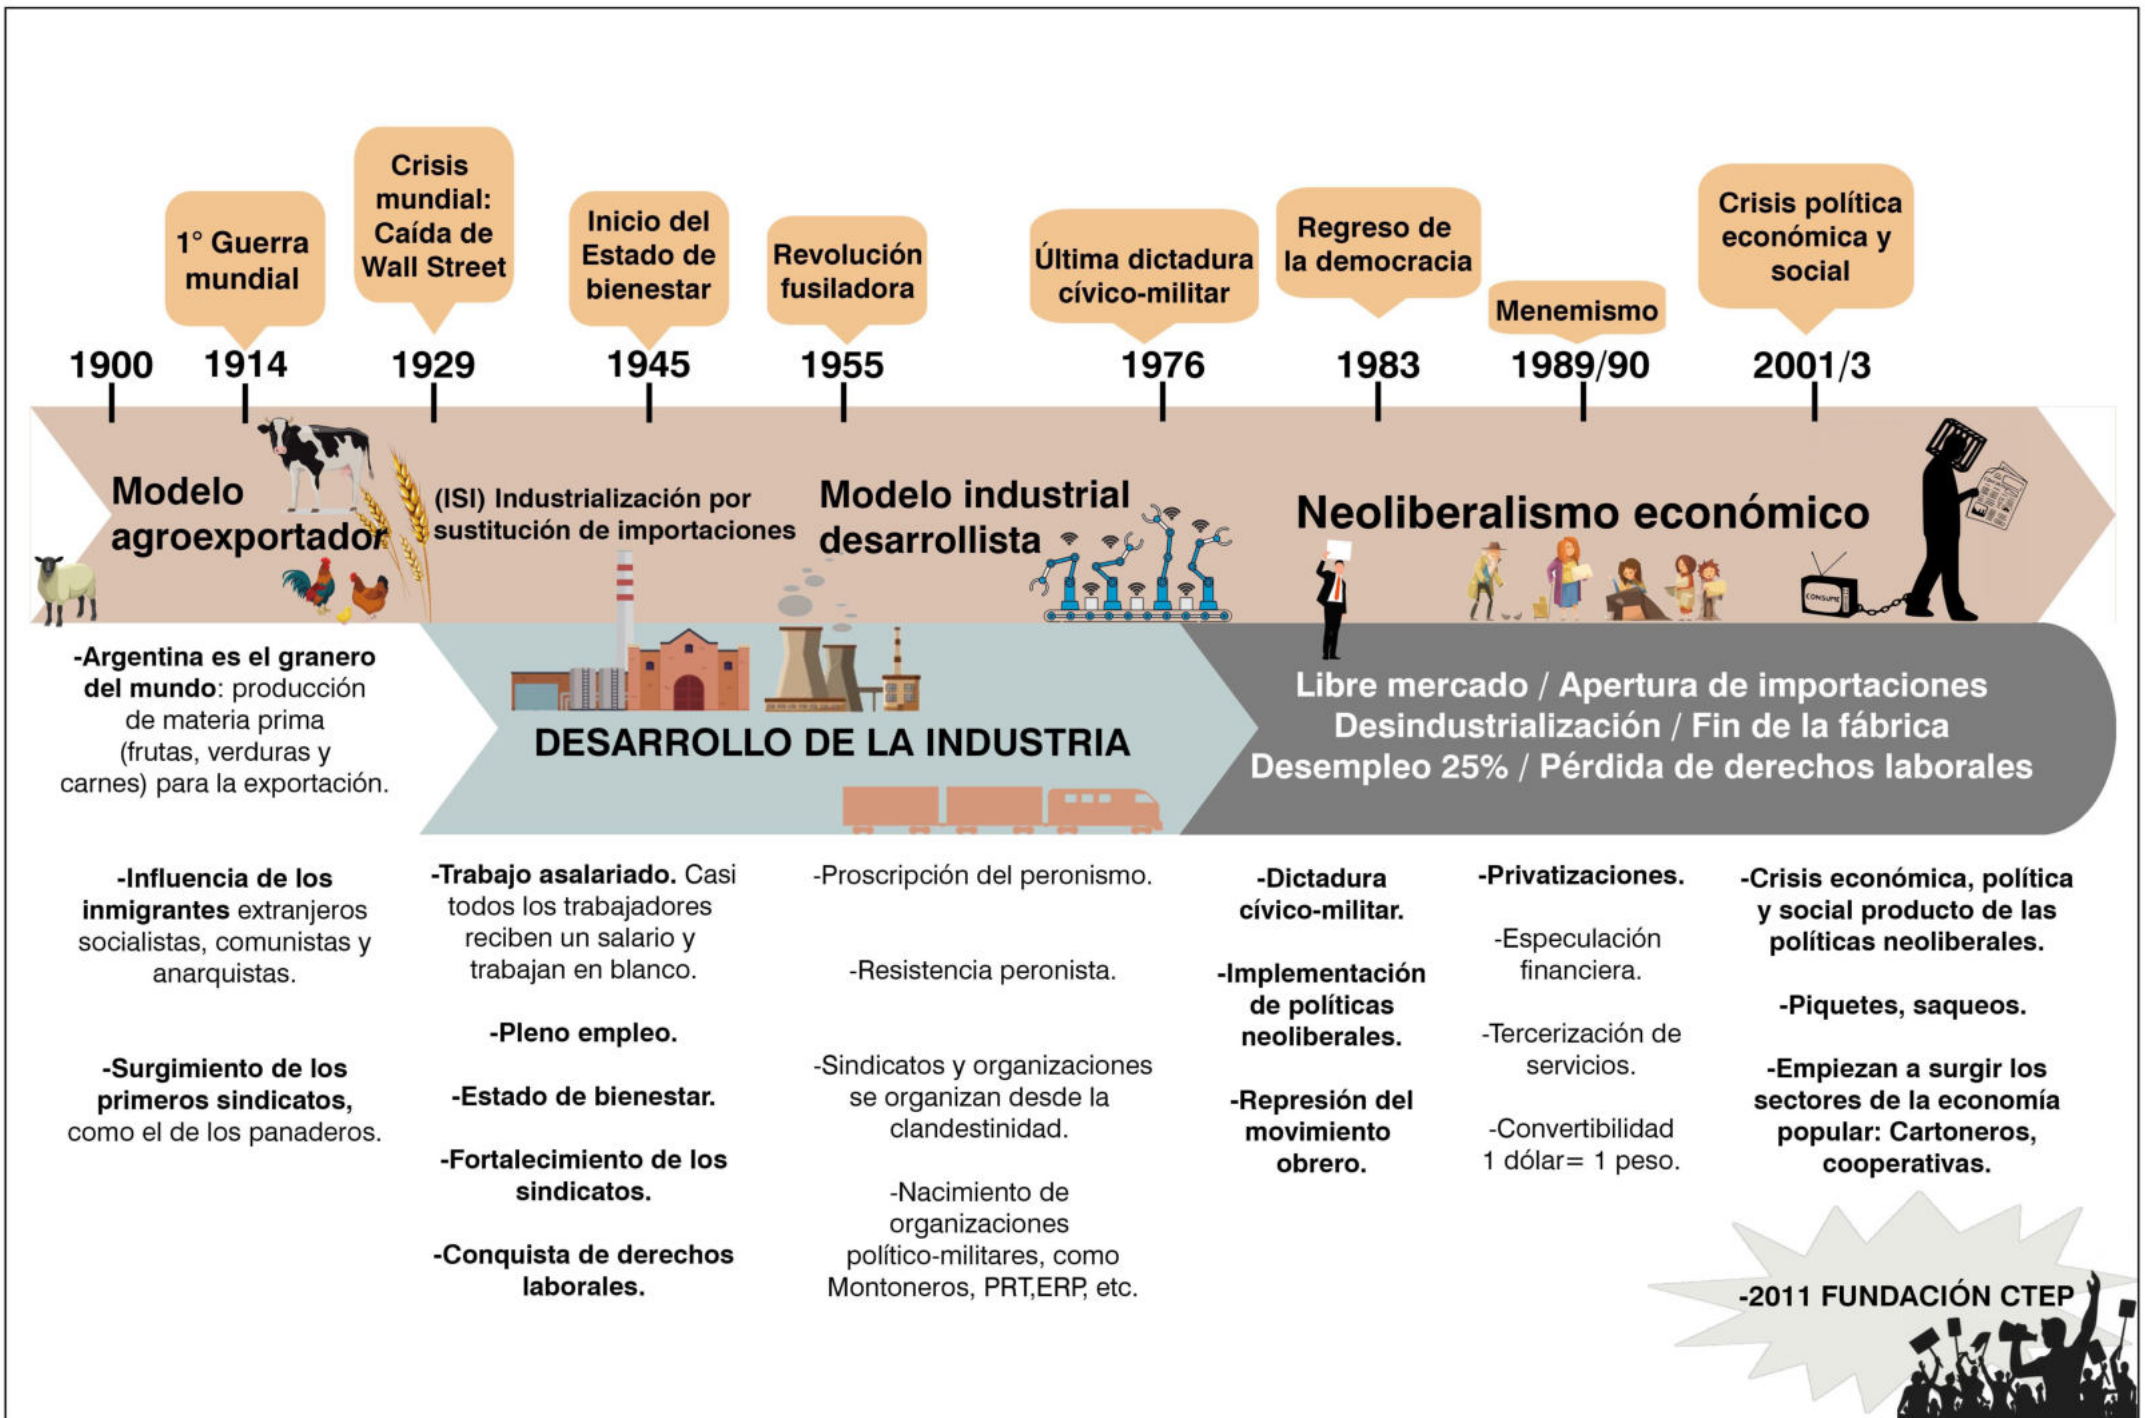 1° Guerra
mundial
Crisis
mundial:
Caída de
Wall Street
Inicio del
Estado de
bienestar
Revolución
fusiladora
Última dictadura
cívico-militar
Regreso de
la democracia
Menemismo
Crisis política
económica y
social
1900
1914
1929
1945
1955
1976
1983
1989/90
2001/3
Modelo
agroexportador
(ISI) Industrialización por
sustitución de importaciones
Modelo industrial
desarrollista
Neoliberalismo económico
CONSUME
-Argentina es el granero
del mundo: producción
de materia prima
(frutas, verduras y
carnes) para la exportación.
DESARROLLO DE LA INDUSTRIA
Libre mercado / Apertura de importaciones
Desindustrialización / Fin de la fábrica
Desempleo 25% / Pérdida de derechos laborales
-Influencia de los
inmigrantes extranjeros
socialistas, comunistas y
anarquistas.
-Surgimiento de los
primeros sindicatos,
como el de los panaderos.
-Trabajo asalariado. Casi
todos los trabajadores
reciben un salario y
trabajan en blanco.
-Pleno empleo.
-Estado de bienestar.
-Fortalecimiento de los
sindicatos.
-Conquista de derechos
laborales.
-Proscripción del peronismo.
-Resistencia peronista.
-Sindicatos y organizaciones
se organizan desde la
clandestinidad.
-Nacimiento de
organizaciones
político-militares, como
Montoneros, PRT,ERP, etc.
-Dictadura
cívico-militar.
-Implementación
de políticas
neoliberales.
-Represión del
movimiento
obrero.
-Privatizaciones.
-Especulación
financiera.
-Tercerización de
servicios.
-Convertibilidad
1 dólar= 1 peso.
-Crisis económica, política
y social producto de las
políticas neoliberales.
-Piquetes, saqueos.
-Empiezan a surgir los
sectores de la economía
popular: Cartoneros,
cooperativas.
-2011 FUNDACIÓN CTEP